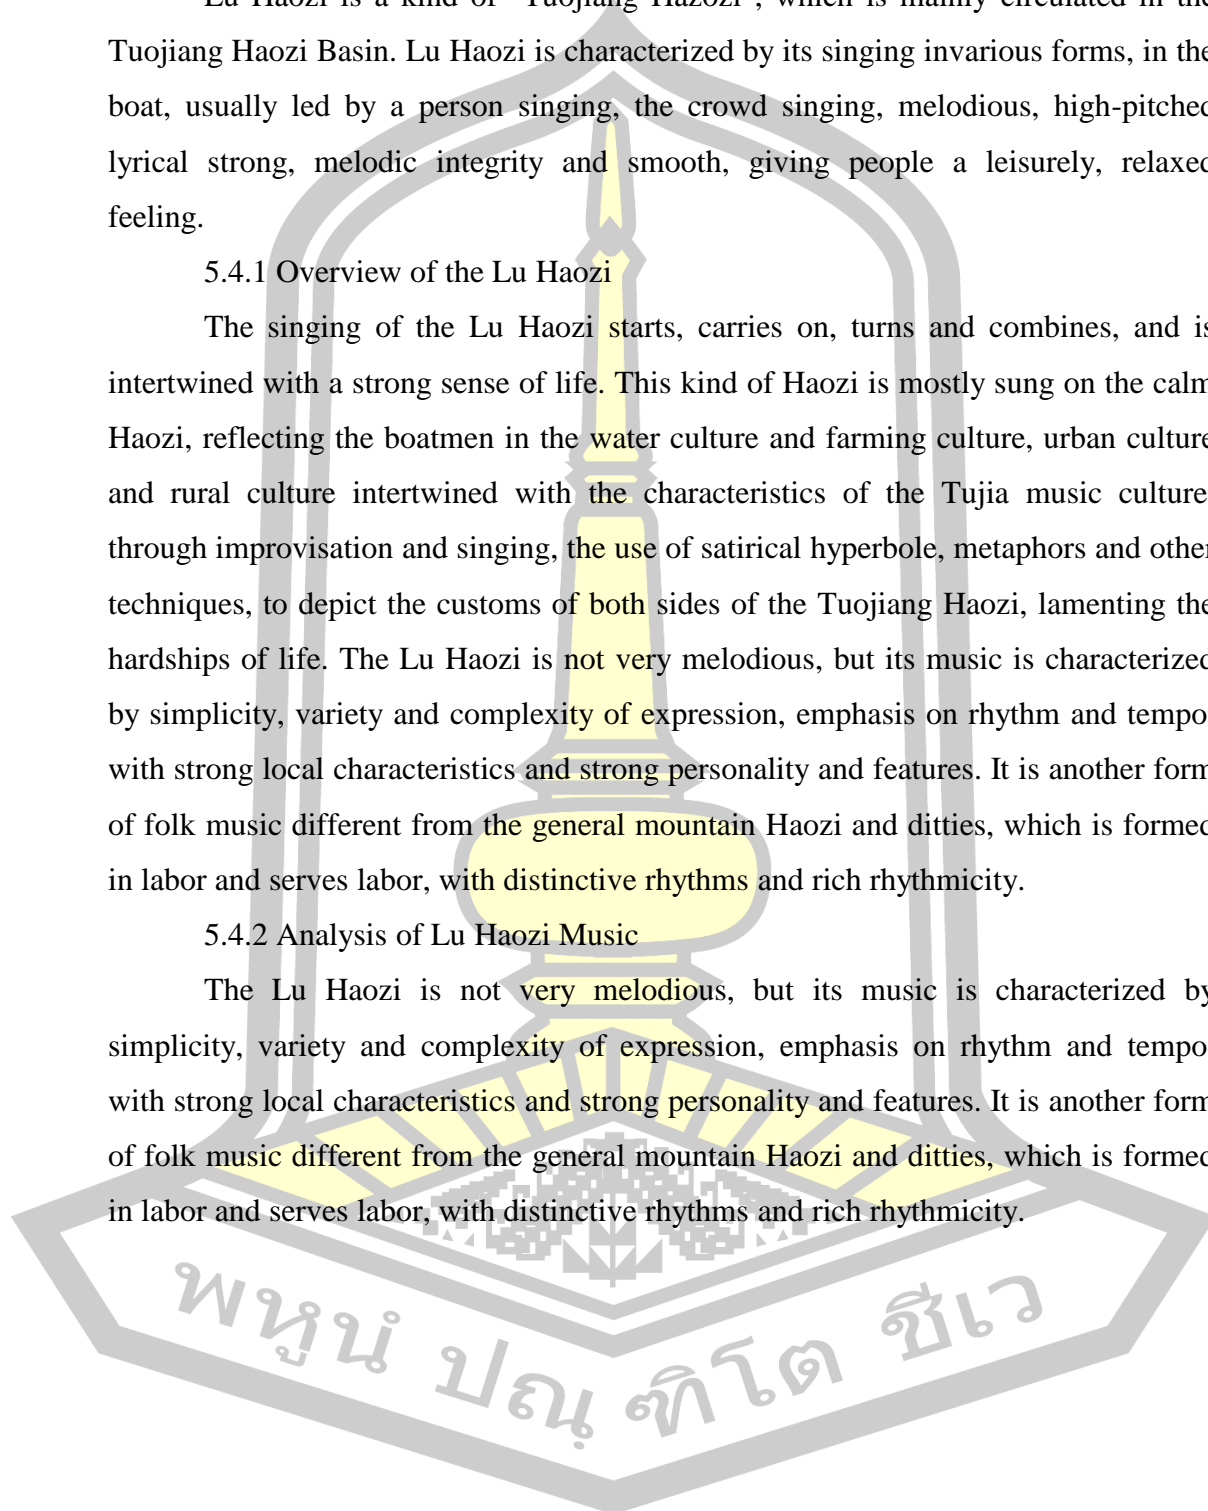 Lu Haozi is a kind of "Tuojiang Hazozi", which is mainly circulated in the
Tuojiang Haozi Basin. Lu Haozi is characterized by its singing invarious forms, in the
boat, usually led by a person singing, the crowd singing, melodious, high-pitched
lyrical strong, melodic integrity and smooth, giving people a leisurely, relaxed
feeling.
5.4.1 Overview of the Lu Haozi
The singing of the Lu Haozi starts, carries on, turns and combines, and is
intertwined with a strong sense of life. This kind of Haozi is mostly sung on the calm
Haozi, reflecting the boatmen in the water culture and farming culture, urban culture
and rural culture intertwined with the characteristics of the Tujia music culture,
through improvisation and singing, the use of satirical hyperbole, metaphors and other
techniques, to depict the customs of both sides of the Tuojiang Haozi, lamenting the
hardships of life. The Lu Haozi is not very melodious, but its music is characterized
by simplicity, variety and complexity of expression, emphasis on rhythm and tempo,
with strong local characteristics and strong personality and features. It is another form
of folk music different from the general mountain Haozi and ditties, which is formed
in labor and serves labor, with distinctive rhythms and rich rhythmicity.
5.4.2 Analysis of Lu Haozi Music
The Lu Haozi is not very melodious, but its music is characterized by
simplicity, variety and complexity of expression, emphasis on rhythm and tempo,
with strong local characteristics and strong personality and features. It is another form
of folk music different from the general mountain Haozi and ditties, which is formed
in labor and serves labor, with distinctive rhythms and rich rhythmicity.
พหูนํ ปณฺฑิโต ชีเว